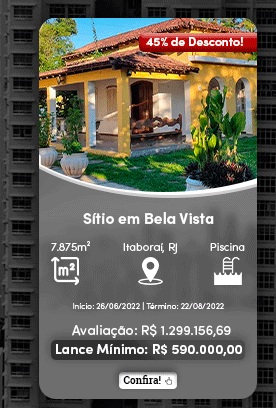 45% de Desconto!
Sítio em Bela Vista
7.875m² Itaboraí, RJ Piscina
m²
Início: 26/06/2022 | Término: 22/08/2022
Avaliação: R$ 1.299.156,69
Lance Mínimo: R$ 590.000,00
Confira!